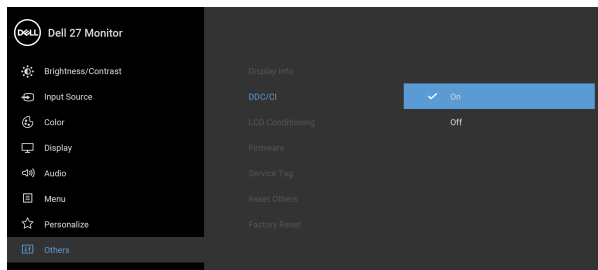 DELL Dell 27 Monitor
Brightness/Contrast
Input Source
Color
Display
Audio
Menu
Personalize
Others
Display Info
DDC/CI
LCD Conditioning
Firmware
Service Tag
Reset Others
Factory Reset
On
Off